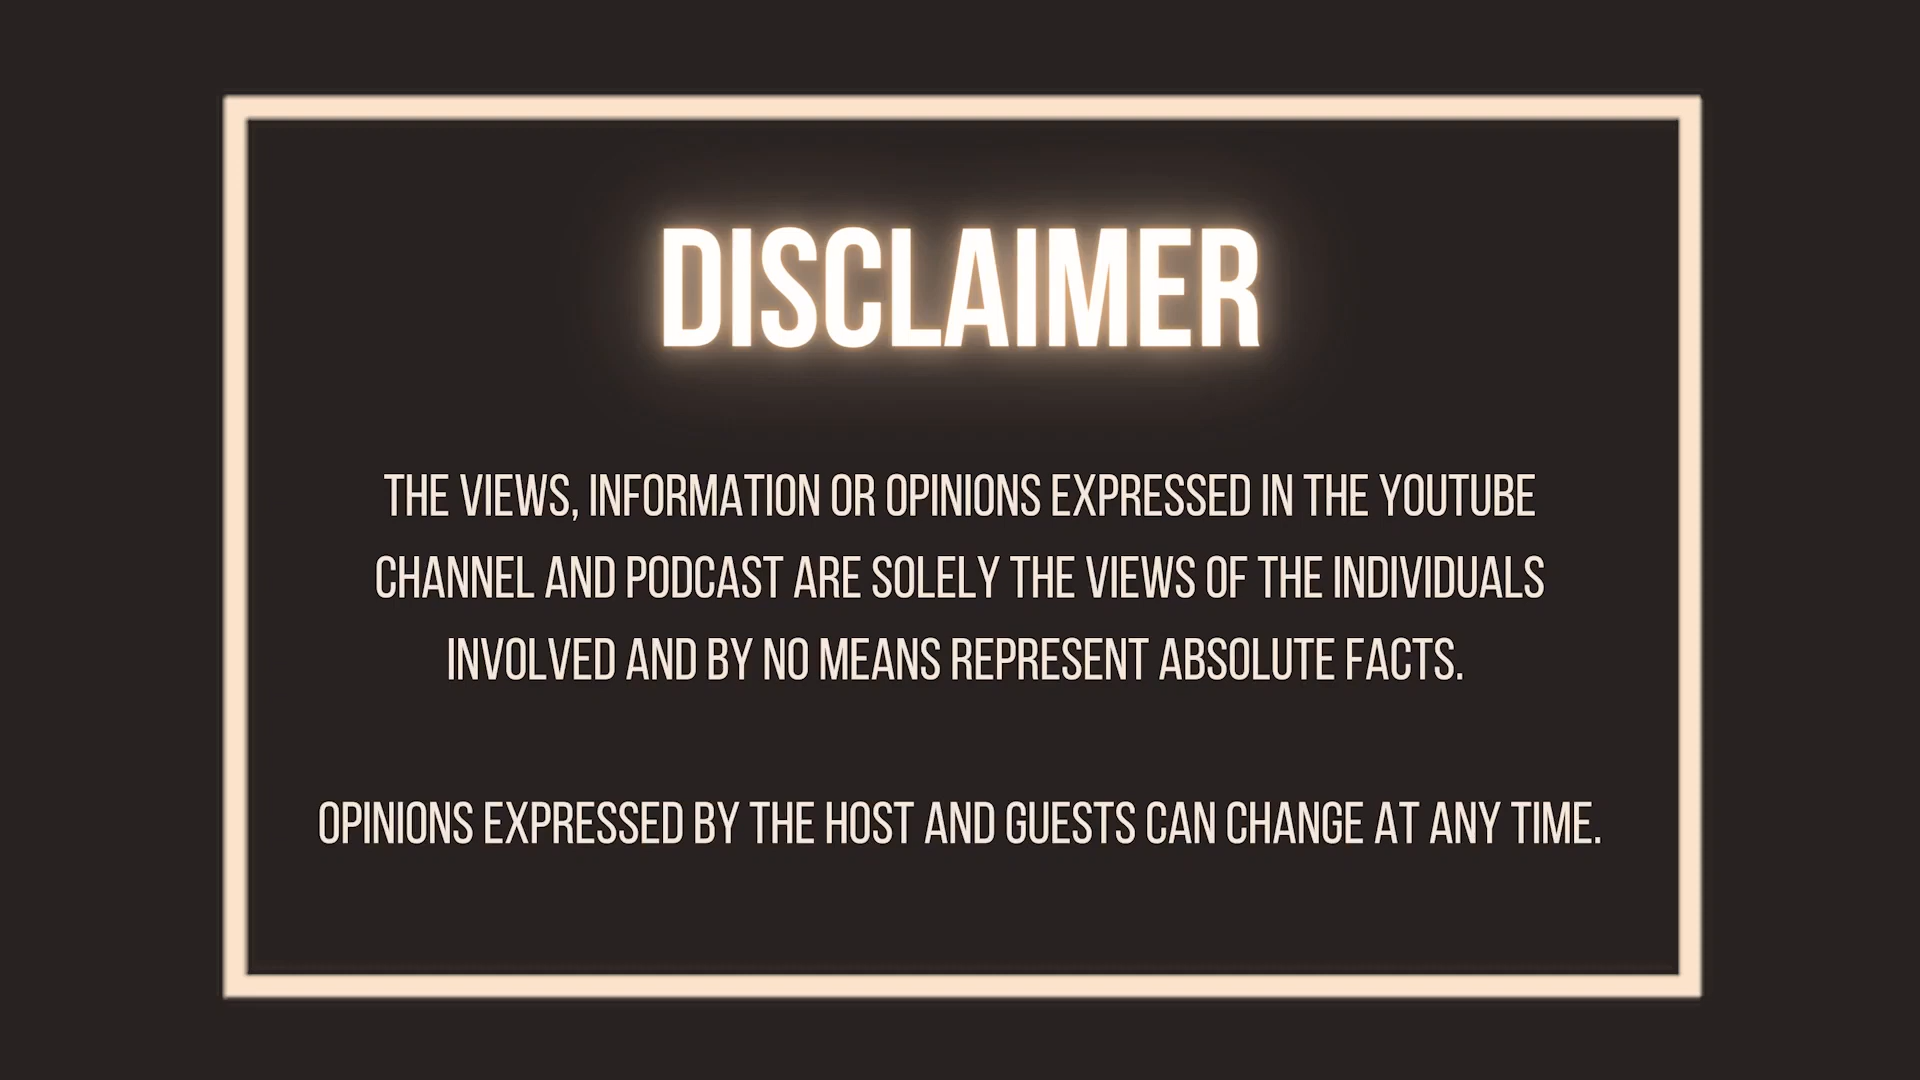 DISCLAIMER
THE VIEWS, INFORMATION OR OPINIONS EXPRESSED IN THE YOUTUBE
CHANNEL AND PODCAST ARE SOLELY THE VIEWS OF THE INDIVIDUALS
INVOLVED AND BY NO MEANS REPRESENT ABSOLUTE FACTS.
OPINIONS EXPRESSED BY THE HOST AND GUESTS CAN CHANGE AT ANY TIME.